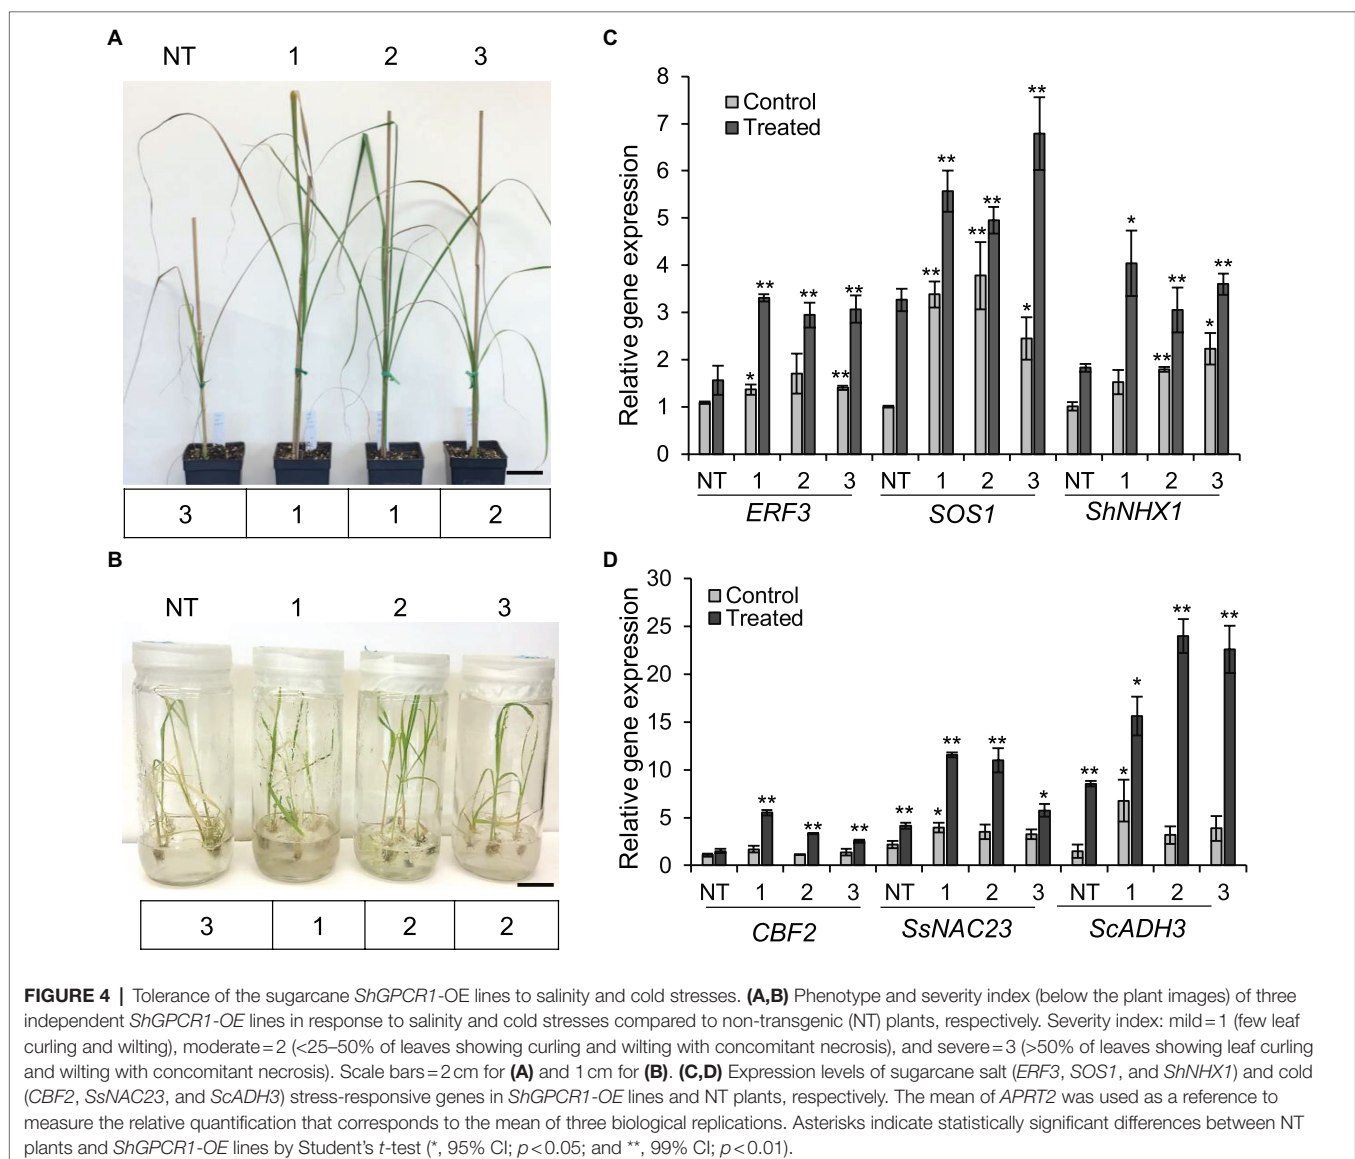 A
NT 1 2 3
3 1 1 2
B
NT 1 2 3
3 1 2 2
C
Relative gene expression
8
7
6
5
4
3
2
1
0
Control
Treated
* ** ** ** ** ** ** ** * ** * ** ** * **
NT 1 2 3 NT 1 2 3 NT 1 2 3
ERF3 SOS1 ShNHX1
D
Relative gene expression
30
25
20
15
10
5
0
Control
Treated
** ** ** ** * ** ** * ** * * ** **
NT 1 2 3 NT 1 2 3 NT 1 2 3
CBF2 SsNAC23 ScADH3
FIGURE 4 | Tolerance of the sugarcane ShGPCR1-OE lines to salinity and cold stresses. (A,B) Phenotype and severity index (below the plant images) of three
independent ShGPCR1-OE lines in response to salinity and cold stresses compared to non-transgenic (NT) plants, respectively. Severity index: mild=1 (few leaf
curling and wilting), moderate=2 (<25–50% of leaves showing curling and wilting with concomitant necrosis), and severe=3 (>50% of leaves showing leaf curling
and wilting with concomitant necrosis). Scale bars=2cm for (A) and 1cm for (B). (C,D) Expression levels of sugarcane salt (ERF3, SOS1, and ShNHX1) and cold
(CBF2, SsNAC23, and ScADH3) stress-responsive genes in ShGPCR1-OE lines and NT plants, respectively. The mean of APRT2 was used as a reference to
measure the relative quantification that corresponds to the mean of three biological replications. Asterisks indicate statistically significant differences between NT
plants and ShGPCR1-OE lines by Student’s t-test (*, 95% CI; p<0.05; and **, 99% CI; p<0.01).